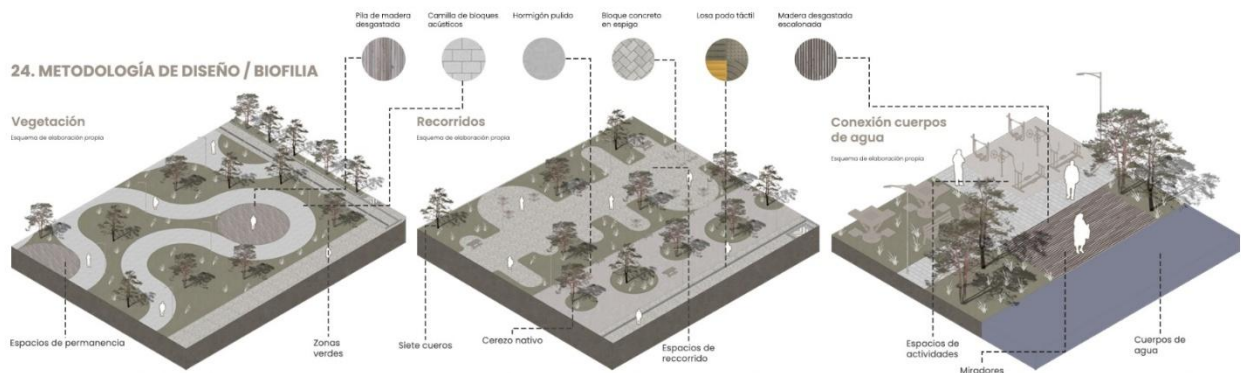 Pila de madera
desgastada
Camilla de bloques
acústicos
Hormigón pulido
Bloque concreto
en espigo
Losa podo táctil
Madera desgastada
escalonada
24. METODOLOGÍA DE DISEÑO / BIOFILIA
Vegetación
Esquema de elaboración propia
Recorridos
Esquema de elaboración propia
Conexión cuerpos
de agua
Esquema de elaboración propia
Espacios de permanencia
Zonas
verdes
Siete cueros
Cerezo nativo
Espacios de
reccorrido
Espacios de
actividades
Miradores
Cuerpos de
agua